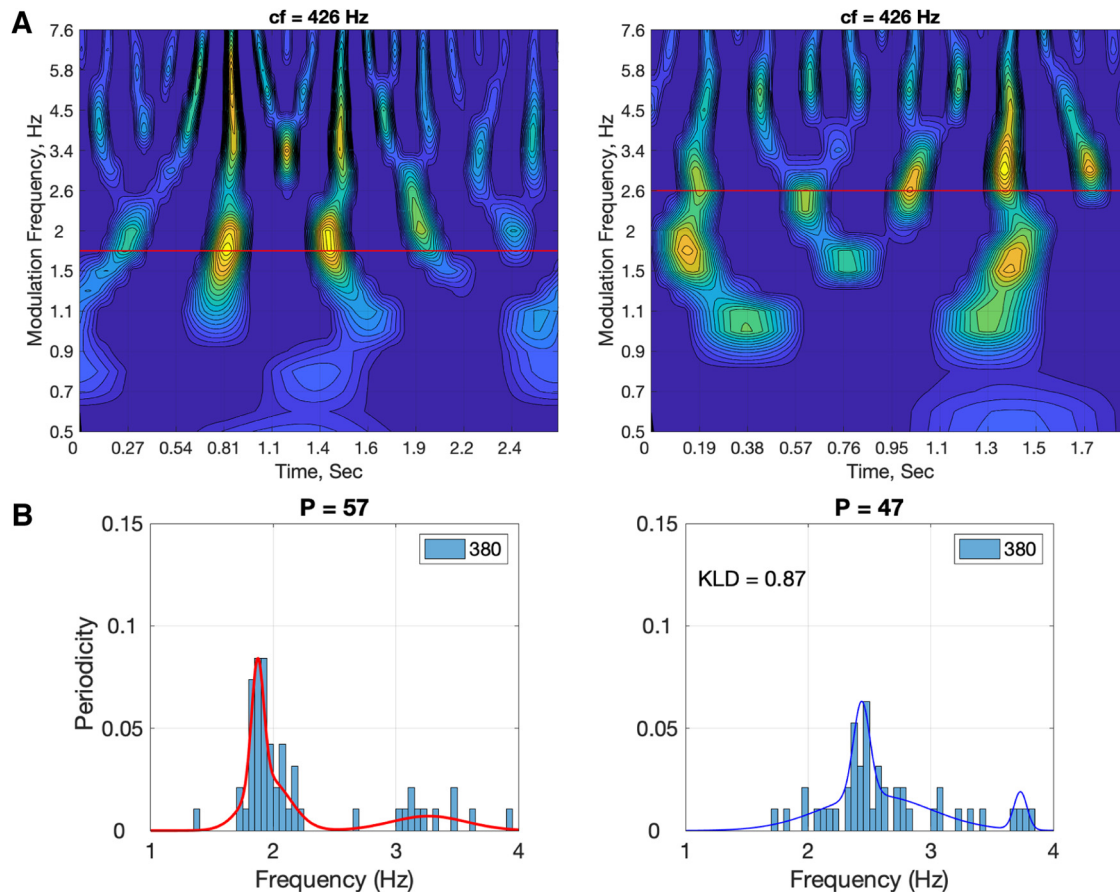 A
cf = 426 Hz
cf = 426 Hz
Modulation Frequency, Hz
7.6
5.8
4.5
3.4
2.6
2
1.5
1.1
0.9
0.7
0.5
0 0.27 0.54 0.81 1.1 1.4 1.6 1.9 2.2 2.4
Time, Sec
Modulation Frequency, Hz
7.6
5.8
4.5
3.4
2.6
2
1.5
1.1
0.9
0.7
0.5
0 0.19 0.38 0.57 0.76 0.95 1.1 1.3 1.5 1.7
Time, Sec
B
P = 57
380
Periodicity
0.15
0.1
0.05
0
1 2 3 4
Frequency (Hz)
P = 47
380
KLD = 0.87
0.15
0.1
0.05
0
1 2 3 4
Frequency (Hz)